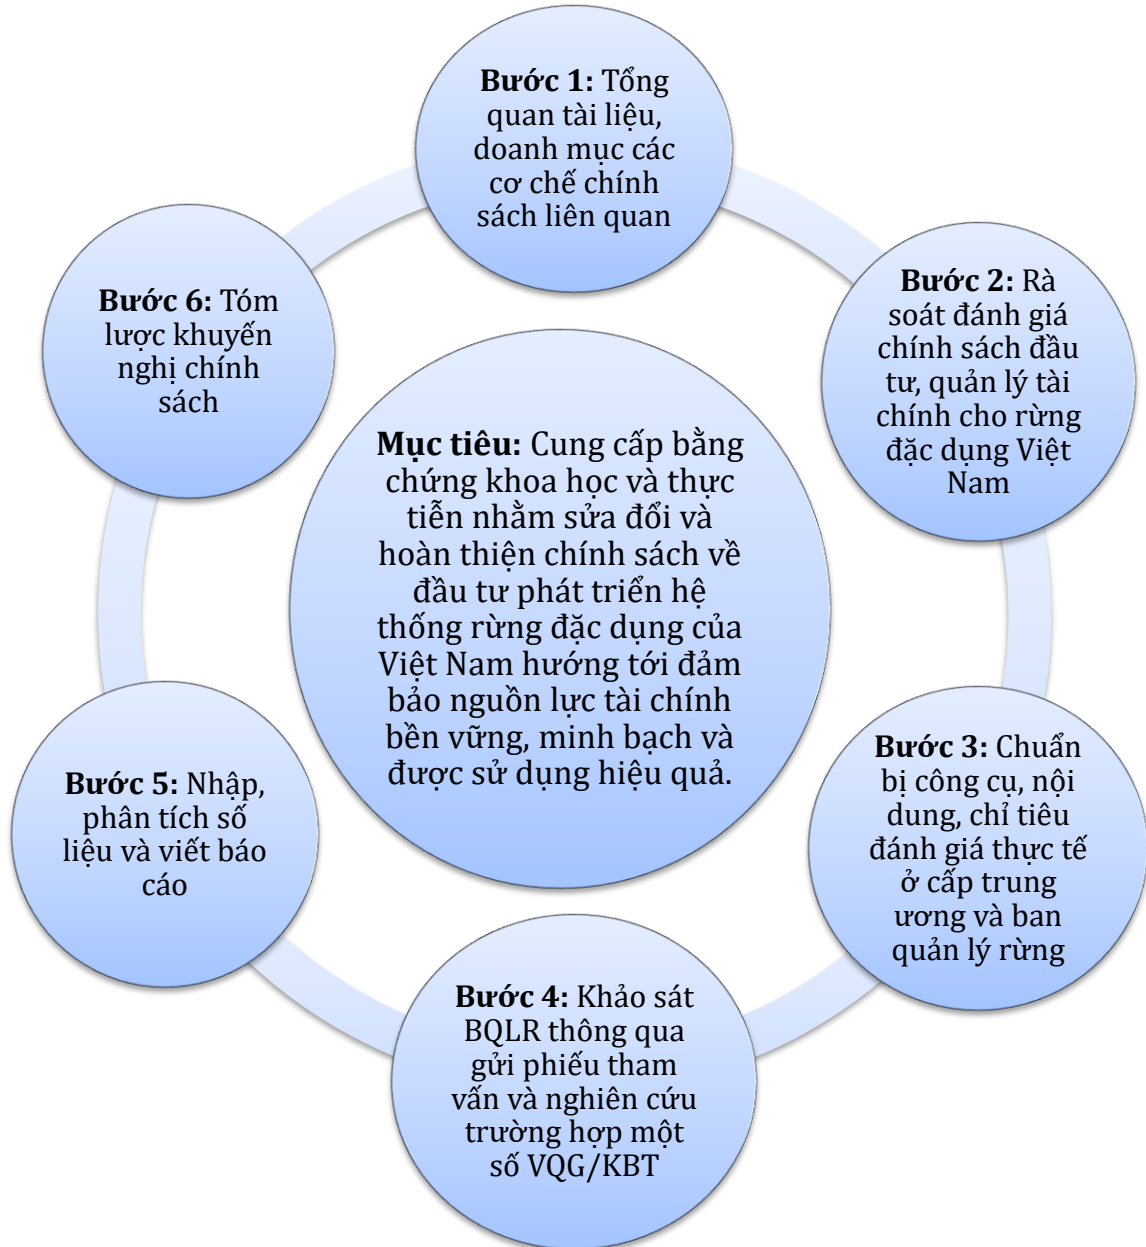 Bước 1: Tổng
quan tài liệu,
doanh mục các
cơ chế chính
sách liên quan
Bước 2: Rà
soát đánh giá
chính sách đầu
tư, quản lý tài
chính cho rừng
đặc dụng Việt
Nam
Bước 3: Chuẩn
bị công cụ, nội
dung, chỉ tiêu
đánh giá thực tế
ở cấp trung
ương và ban
quản lý rừng
Bước 4: Khảo sát
BQLR thông qua
gửi phiếu tham
vấn và nghiên cứu
trường hợp một
số VQG/KBT
Bước 5: Nhập,
phân tích số
liệu và viết báo
cáo
Bước 6: Tóm
lược khuyến
nghị chính
sách
Mục tiêu: Cung cấp bằng
chứng khoa học và thực
tiễn nhằm sửa đổi và
hoàn thiện chính sách về
đầu tư phát triển hệ
thống rừng đặc dụng của
Việt Nam hướng tới đảm
bảo nguồn lực tài chính
bền vững, minh bạch và
được sử dụng hiệu quả.